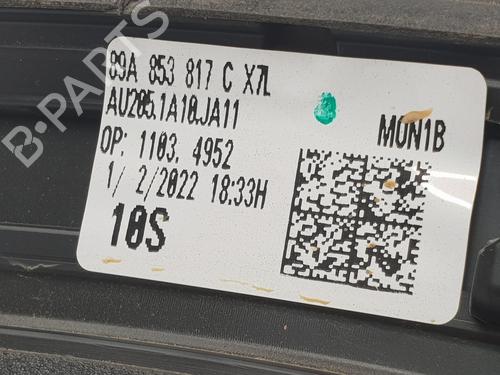 B-PARTS
89A 853 817 C X7L
AU205.1A10.JA11
OP: 1103. 4952
1/ 2/2022 18:33H
10S
MON1B